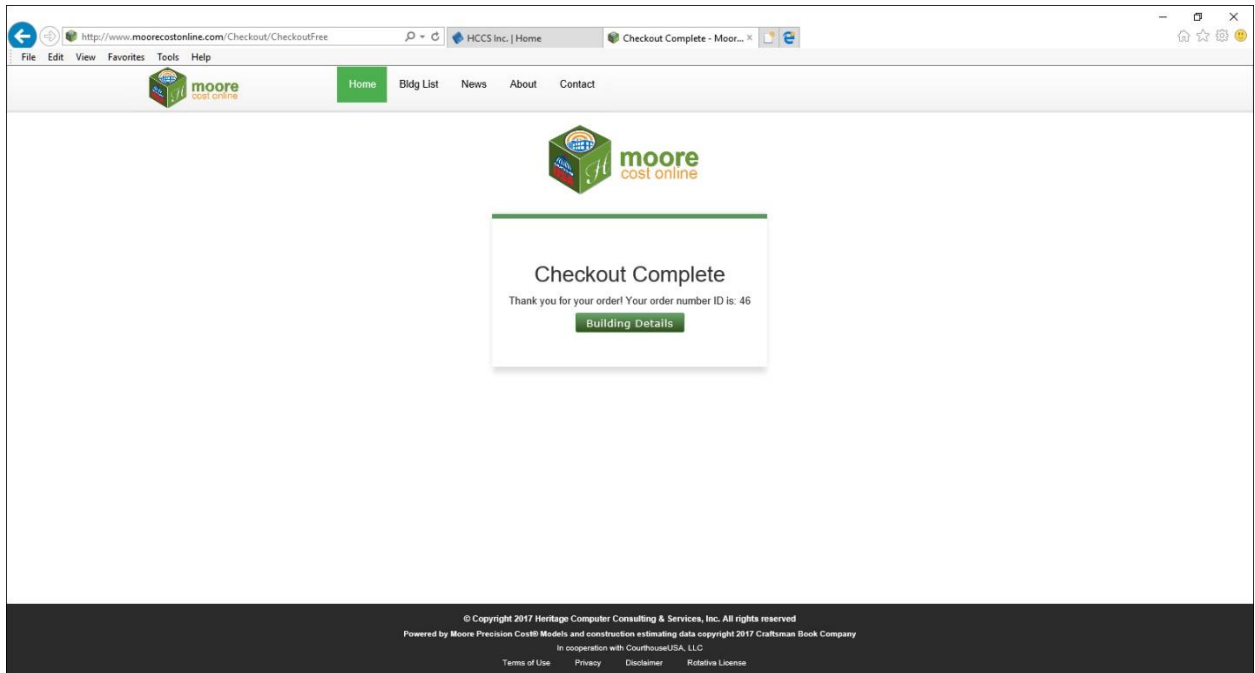 http://www.moorecostonline.com/Checkout/CheckoutFree
HCCS Inc. | Home
Checkout Complete - Moor...
File Edit View Favorites Tools Help
moore
cost online
Home Bldg List News About Contact
moore
cost online
Checkout Complete
Thank you for your order! Your order number ID is: 46
Building Details
© Copyright 2017 Heritage Computer Consulting & Services, Inc. All rights reserved
Powered by Moore Precision Cost® Models and construction estimating data copyright 2017 Craftsman Book Company
In cooperation with CourthouseUSA, LLC
Terms of Use Privacy Disclaimer Rotativa License